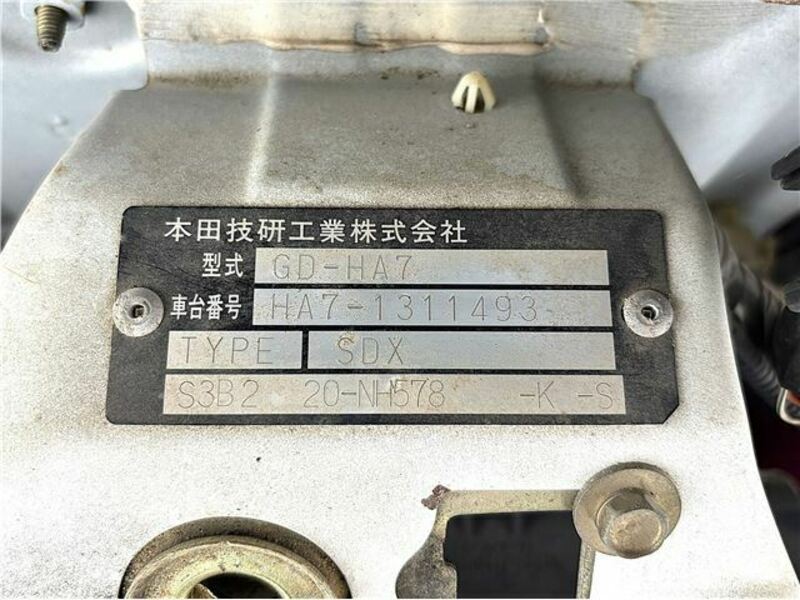 本田技研工業株式会社
型式 GD-HA7
車台番号 HA7-1311493
TYPE SDX
S3B2 20-NH578 -K -S